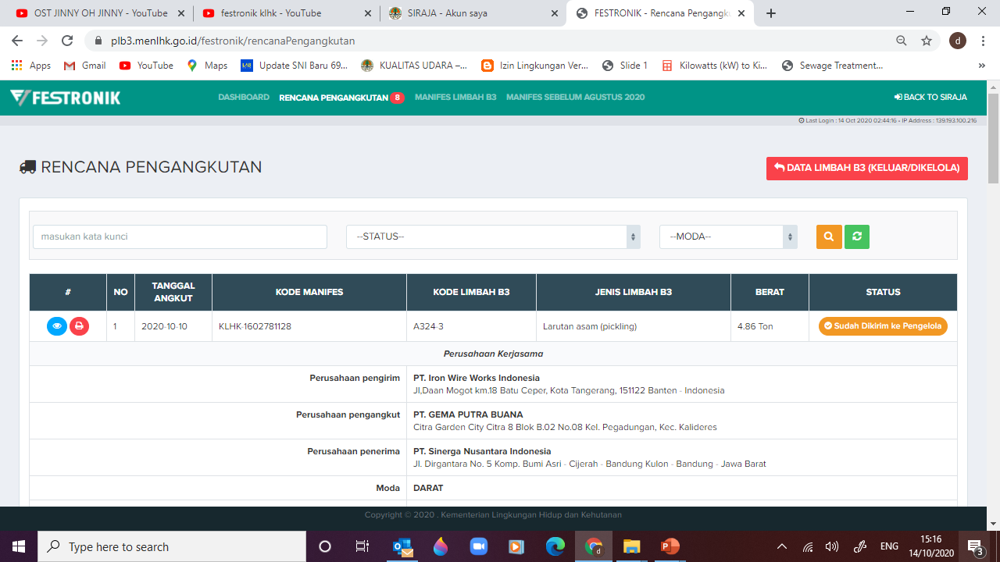 OST JINNY OH JINNY - YouTube
festronik klhk - YouTube
SIRAJA - Akun saya
FESTRONIK - Rencana Pengangk
plb3.menlhk.go.id/festronik/rencanaPengangkutan
d
Apps
Gmail
YouTube
Maps
Update SNI Baru 69...
KUALITAS UDARA –...
Izin Lingkungan Ver...
Slide 1
Kilowatts (kW) to Ki...
Sewage Treatment...
»
FESTRONIK
DASHBOARD
RENCANA PENGANGKUTAN 8
MANIFES LIMBAH B3
MANIFES SEBELUM AGUSTUS 2020
BACK TO SIRAJA
Last Login : 14 Oct 2020 02:44:16 • IP Address : 139.193.100.216
RENCANA PENGANGKUTAN
DATA LIMBAH B3 (KELUAR/DIKELOLA)
masukan kata kunci
--STATUS--
--MODA--
# NO TANGGAL ANGKUT KODE MANIFES KODE LIMBAH B3 JENIS LIMBAH B3 BERAT STATUS
1 2020-10-10 KLHK-1602781128 A324-3 Larutan asam (pickling) 4.86 Ton Sudah Dikirim ke Pengelola
Perusahaan Kerjasama
Perusahaan pengirim PT. Iron Wire Works Indonesia
Jl,Daan Mogot km.18 Batu Ceper, Kota Tangerang, 151122 Banten - Indonesia
Perusahaan pengangkut PT. GEMA PUTRA BUANA
Citra Garden City Citra 8 Blok B.02 No.08 Kel. Pegadungan, Kec. Kalideres
Perusahaan penerima PT. Sinerga Nusantara Indonesia
Jl. Dirgantara No. 5 Komp. Bumi Asri - Cijerah - Bandung Kulon - Bandung - Jawa Barat
Moda DARAT
Copyright © 2020 . Kementerian Lingkungan Hidup dan Kehutanan
Type here to search
ENG
15:16
14/10/2020
3